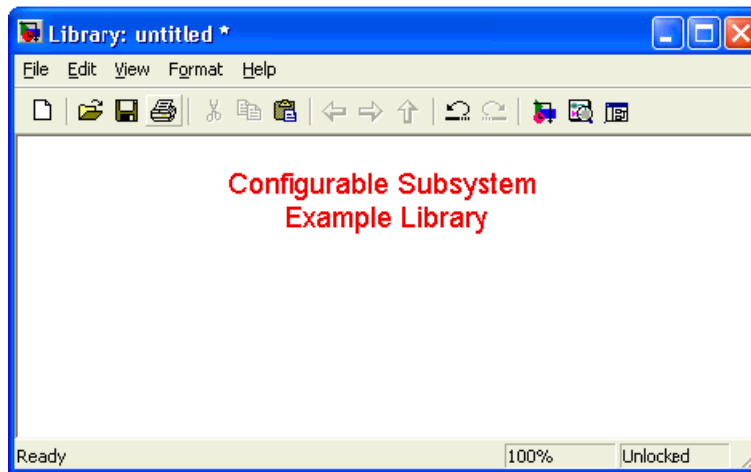 Library: untitled *
File Edit View Format Help
Configurable Subsystem
Example Library
Ready 100% Unlocked